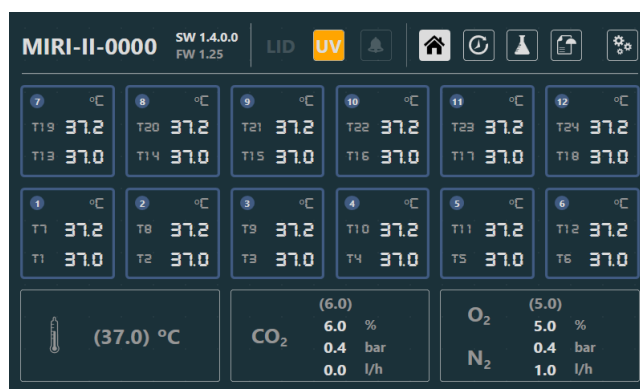 MIRI-II-0000 SW 1.4.0.0 LID UV
FW 1.25
7 °C 8 °C 9 °C 10 °C 11 °C 12 °C
T19 37.2 T20 37.2 T21 37.2 T22 37.2 T23 37.2 T24 37.2
T13 37.0 T14 37.0 T15 37.0 T16 37.0 T17 37.0 T18 37.0
1 °C 2 °C 3 °C 4 °C 5 °C 6 °C
T7 37.2 T8 37.2 T9 37.2 T10 37.2 T11 37.2 T12 37.2
T1 37.0 T2 37.0 T3 37.0 T4 37.0 T5 37.0 T6 37.0
(37.0) °C
(6.0)
CO₂ 6.0 %
0.4 bar
0.0 l/h
(5.0)
O₂ 5.0 %
N₂ 0.4 bar
1.0 l/h